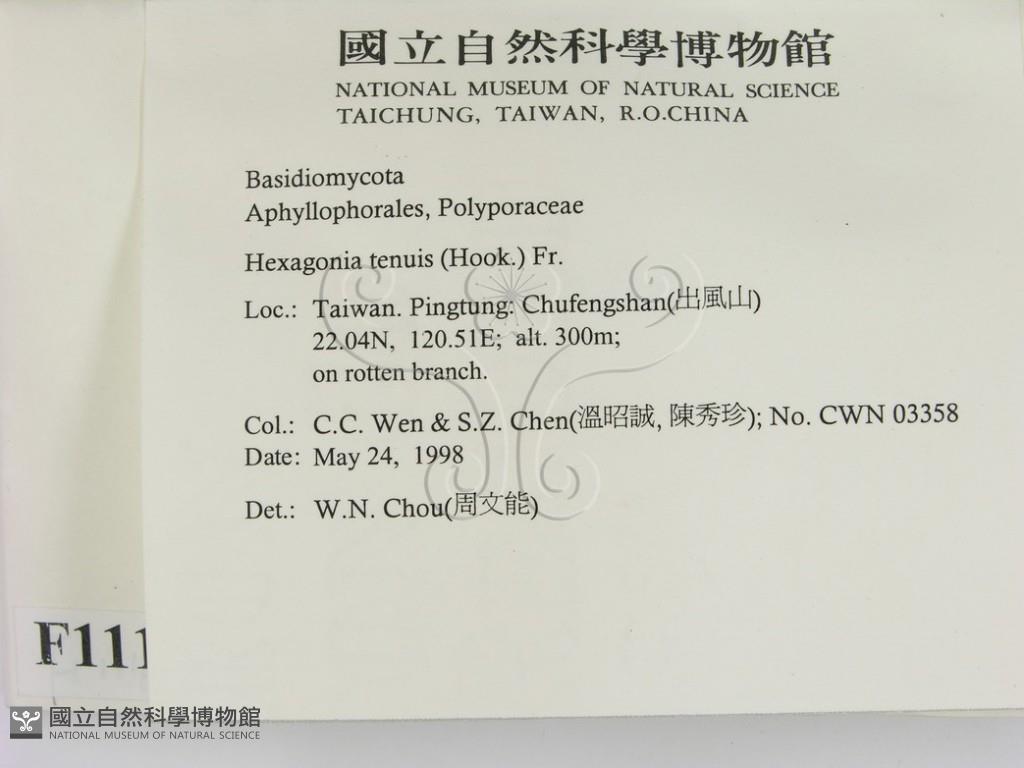 國立自然科學博物館
NATIONAL MUSEUM OF NATURAL SCIENCE
TAICHUNG, TAIWAN, R.O.CHINA
Basidiomycota
Aphyllophorales, Polyporaceae
Hexagonia tenuis (Hook.) Fr.
Loc.: Taiwan. Pingtung: Chufengshan(出風山)
22.04N, 120.51E; alt. 300m;
on rotten branch.
Col.: C.C. Wen & S.Z. Chen(溫昭誠, 陳秀珍); No. CWN 03358
Date: May 24, 1998
Det.: W.N. Chou(周文能)
F111
國立自然科學博物館
NATIONAL MUSEUM OF NATURAL SCIENCE